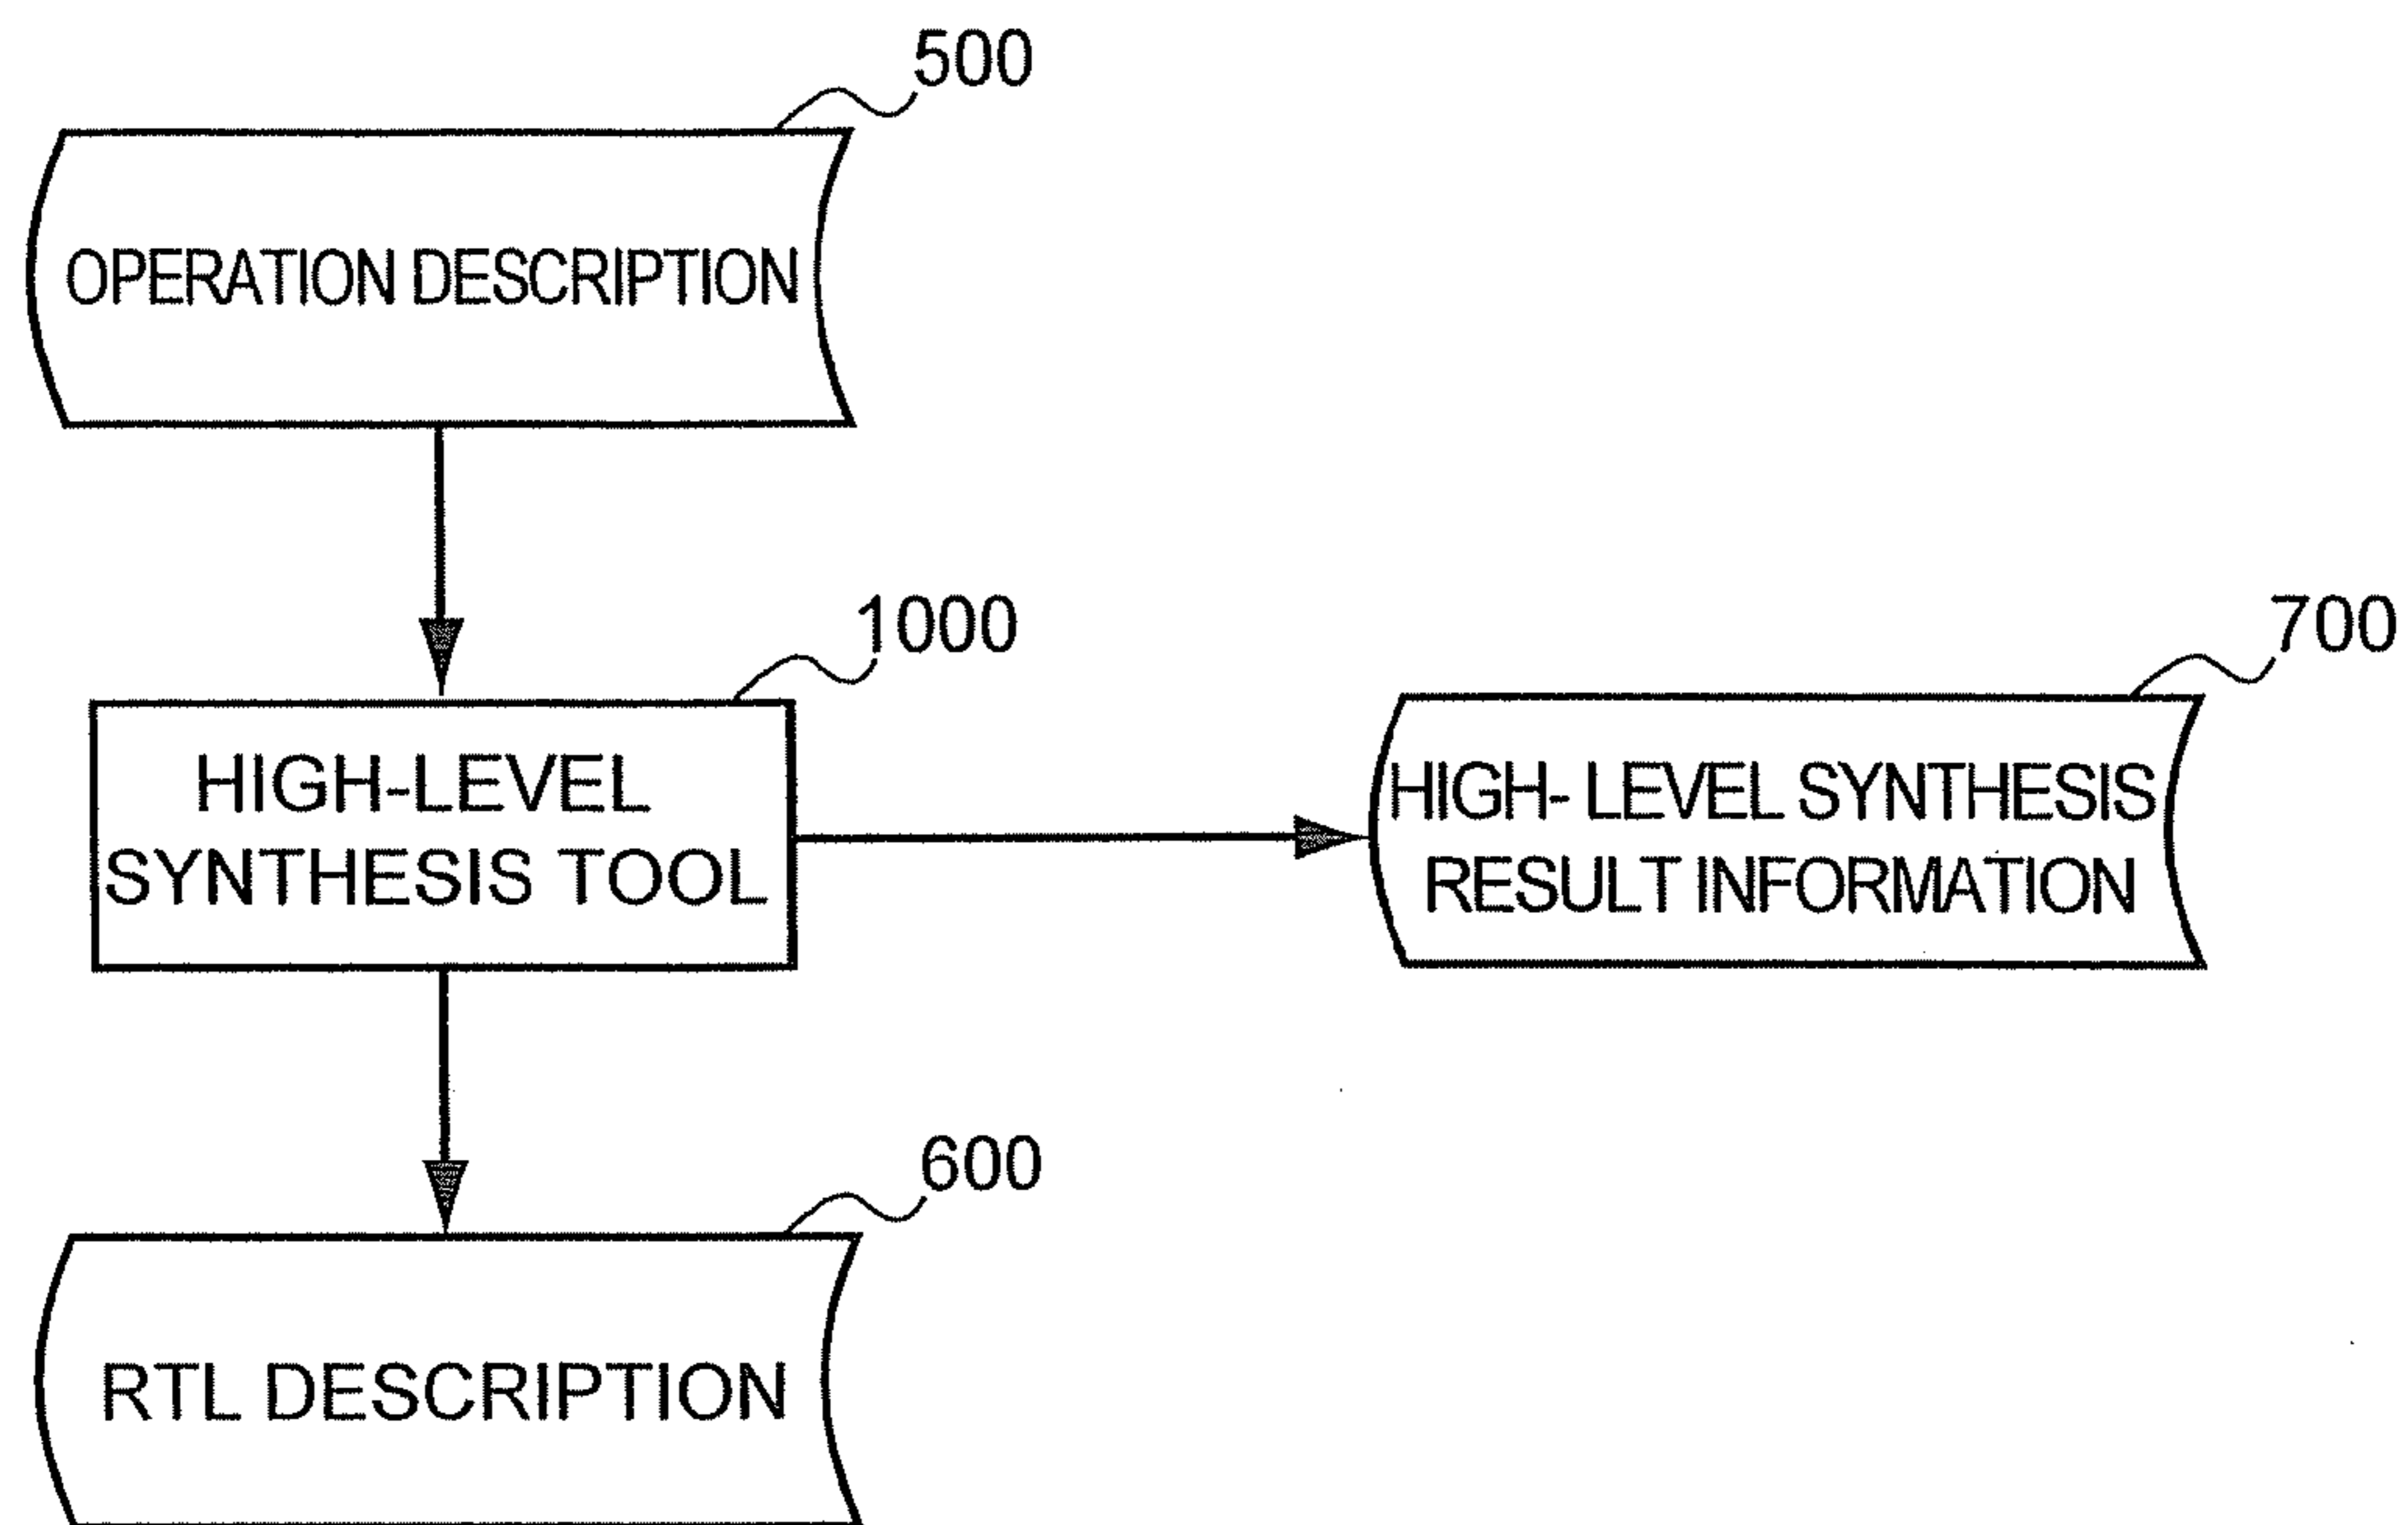 500
OPERATION DESCRIPTION
1000
HIGH-LEVEL
SYNTHESIS TOOL
700
HIGH- LEVEL SYNTHESIS
RESULT INFORMATION
600
RTL DESCRIPTION